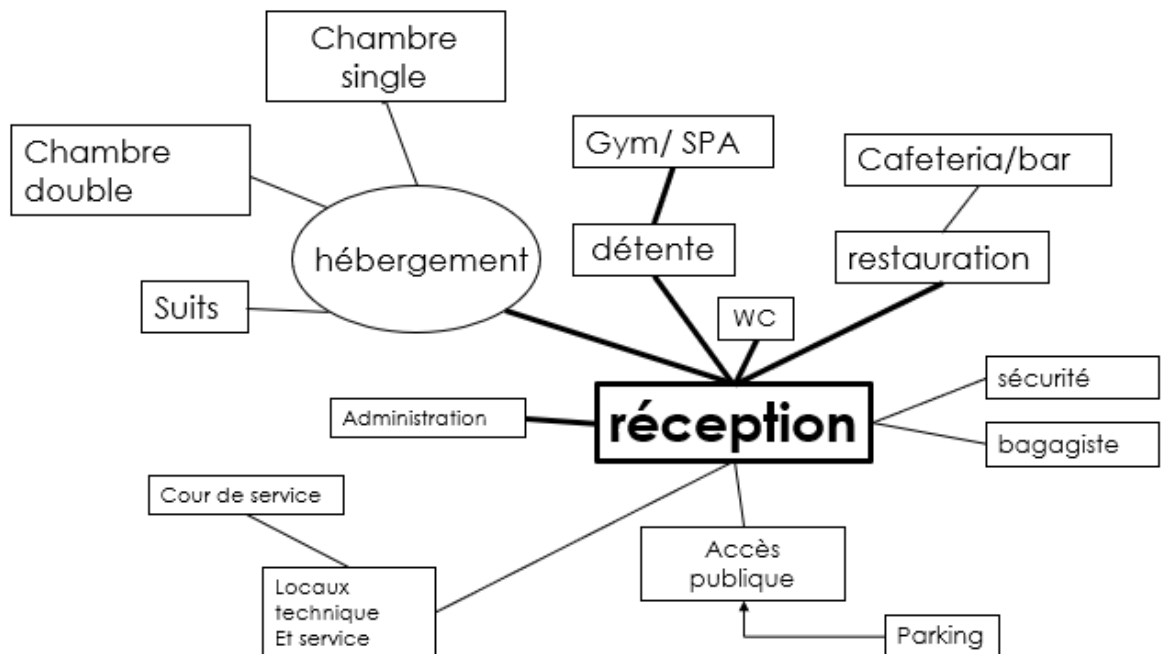 Chambre
single
Chambre
double
Gym/ SPA
Cafeteria/bar
hébergement
détente
restauration
Suits
WC
sécurité
Administration
réception
bagagiste
Cour de service
Accès
publique
Locaux
technique
Et service
Parking